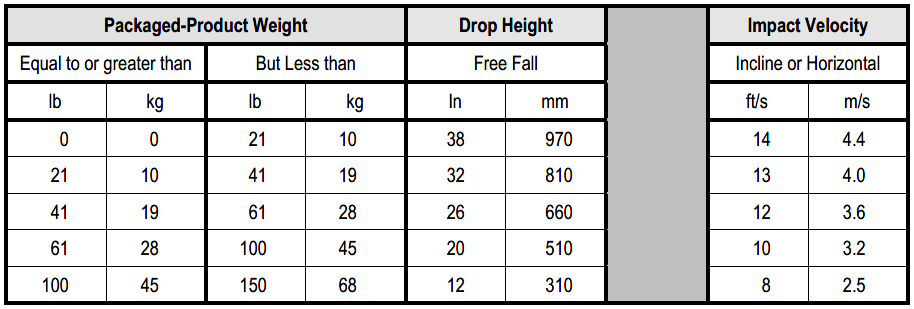 Packaged-Product Weight Drop Height Impact Velocity
Equal to or greater than But Less than Free Fall Incline or Horizontal
lb kg lb kg In mm ft/s m/s
0 0 21 10 38 970 14 4.4
21 10 41 19 32 810 13 4.0
41 19 61 28 26 660 12 3.6
61 28 100 45 20 510 10 3.2
100 45 150 68 12 310 8 2.5